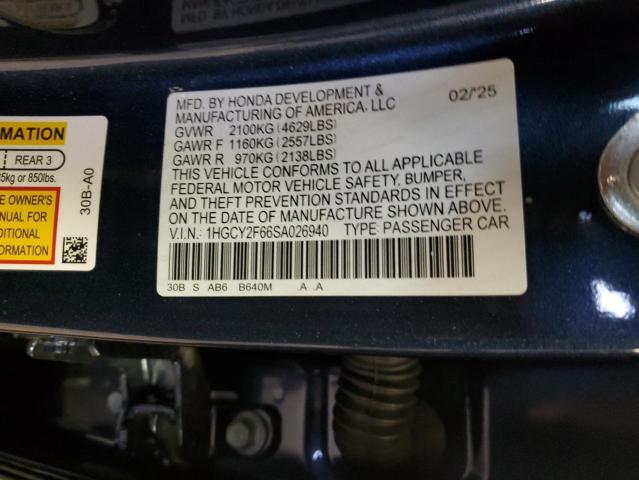 MFD. BY HONDA DEVELOPMENT &
MANUFACTURING OF AMERICA, LLC 02/'25
GVWR 2100KG(4629LBS)
GAWR F 1160KG(2557LBS)
GAWR R 970KG(2138LBS)
THIS VEHICLE CONFORMS TO ALL APPLICABLE
FEDERAL MOTOR VEHICLE SAFETY, BUMPER,
AND THEFT PREVENTION STANDARDS IN EFFECT
ON THE DATE OF MANUFACTURE SHOWN ABOVE.
V.I.N.: 1HGCY2F66SA026940 TYPE: PASSENGER CAR
30B S AB6 B640M .A .A
RMATION
REAR 3
kg or 850lbs.
OWNER'S
MANUAL FOR
DITIONAL
ORMATION
30B-A0